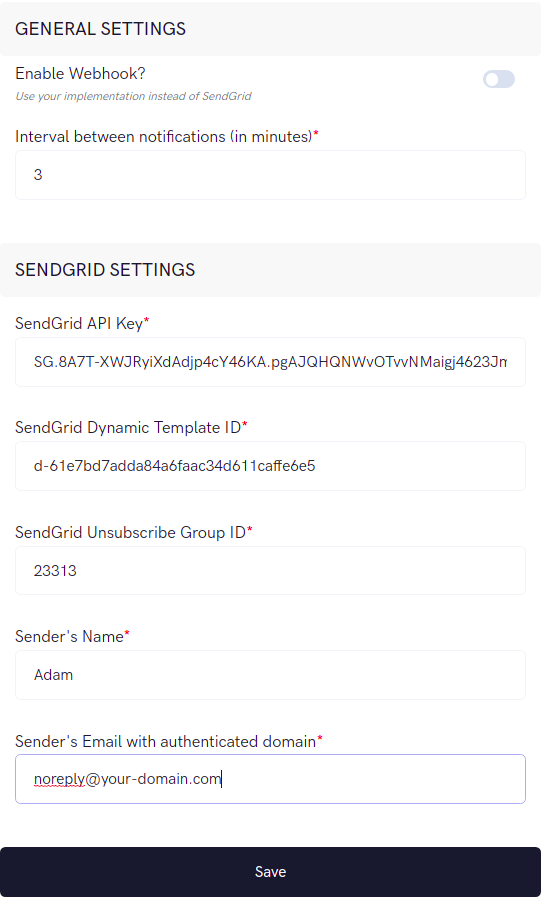 GENERAL SETTINGS
Enable Webhook?
Use your implementation instead of SendGrid
Interval between notifications (in minutes)*
3
SENDGRID SETTINGS
SendGrid API Key*
SG.8A7T-XWJRyiXdAdjp4cY46KA.pgAJQHQNWvOTvvNMaigj4623Jm
SendGrid Dynamic Template ID*
d-61e7bd7adda84a6faac34d611caffe6e5
SendGrid Unsubscribe Group ID*
23313
Sender's Name*
Adam
Sender's Email with authenticated domain*
noreply@your-domain.com
Save